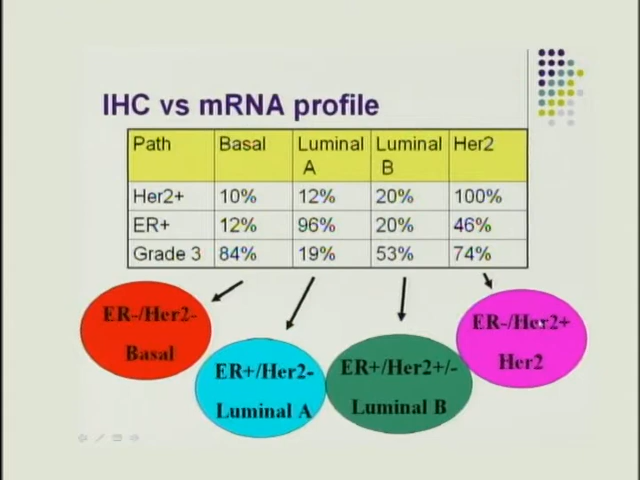 IHC vs mRNA profile
Path Basal Luminal A Luminal B Her2
Her2+ 10% 12% 20% 100%
ER+ 12% 96% 20% 46%
Grade 3 84% 19% 53% 74%
ER-/Her2-
Basal
ER+/Her2-
Luminal A
ER+/Her2+/-
Luminal B
ER-/Her2+
Her2